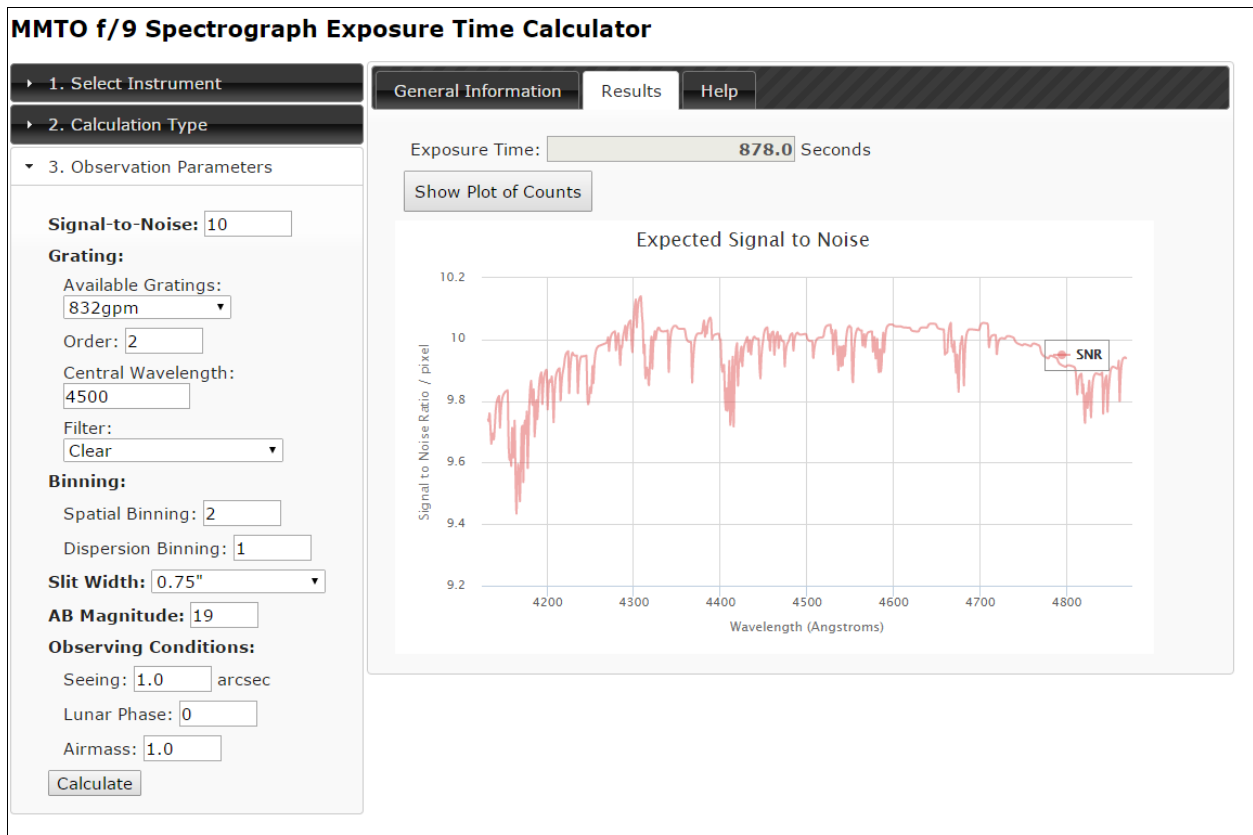 MMTO f/9 Spectrograph Exposure Time Calculator
1. Select Instrument
2. Calculation Type
3. Observation Parameters
Signal-to-Noise: 10
Grating:
Available Gratings:
832gpm
Order: 2
Central Wavelength:
4500
Filter:
Clear
Binning:
Spatial Binning: 2
Dispersion Binning: 1
Slit Width: 0.75"
AB Magnitude: 19
Observing Conditions:
Seeing: 1.0 arcsec
Lunar Phase: 0
Airmass: 1.0
Calculate
General Information Results Help
Exposure Time: 878.0 Seconds
Show Plot of Counts
Expected Signal to Noise
Signal to Noise Ratio / pixel
10.2
10
9.8
9.6
9.4
9.2
SNR
4200 4300 4400 4500 4600 4700 4800
Wavelength (Angstroms)